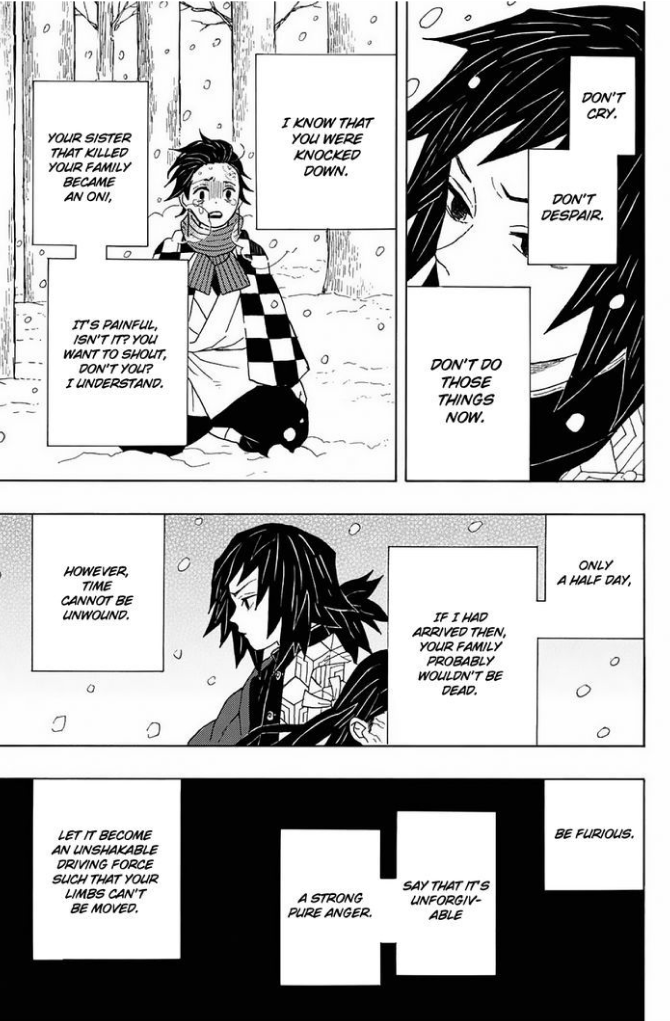 DON'T
CRY.
DON'T
DESPAIR.
DON'T DO
THOSE
THINGS
NOW.
I KNOW THAT
YOU WERE
KNOCKED
DOWN.
YOUR SISTER
THAT KILLED
YOUR FAMILY
BECAME
AN ONI,
IT'S PAINFUL,
ISN'T IT? YOU
WANT TO SHOUT,
DON'T YOU?
I UNDERSTAND.
ONLY
A HALF DAY,
IF I HAD
ARRIVED THEN,
YOUR FAMILY
PROBABLY
WOULDN'T BE
DEAD.
HOWEVER,
TIME
CANNOT BE
UNWOUND.
BE FURIOUS.
SAY THAT IT'S
UNFORGIV-
ABLE
A STRONG
PURE ANGER.
LET IT BECOME
AN UNSHAKABLE
DRIVING FORCE
SUCH THAT YOUR
LIMBS CAN'T
BE MOVED.